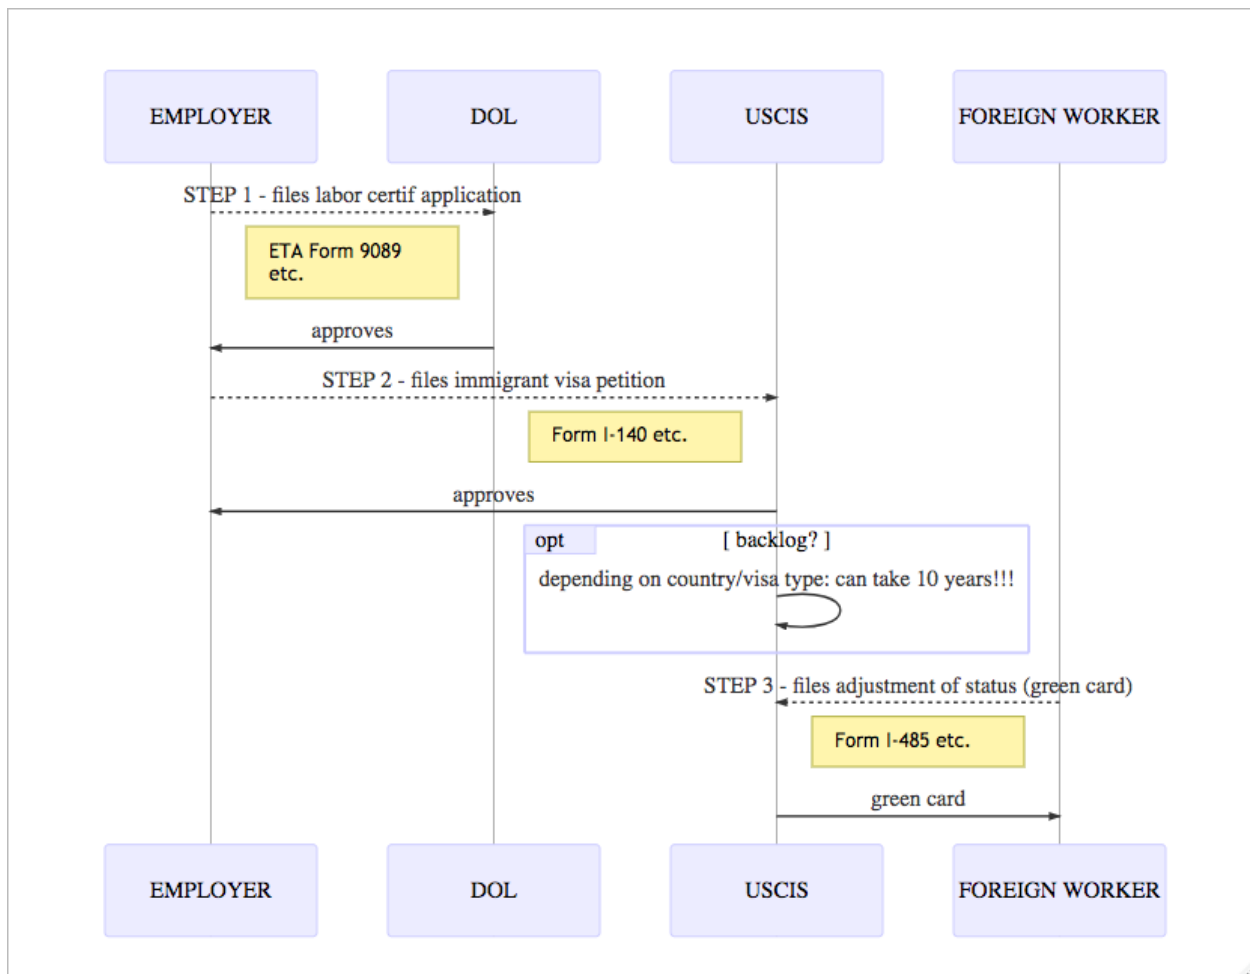 EMPLOYER DOL USCIS FOREIGN WORKER
STEP 1 - files labor certif application
ETA Form 9089
etc.
approves
STEP 2 - files immigrant visa petition
Form I-140 etc.
approves
opt [ backlog? ]
depending on country/visa type: can take 10 years!!!
STEP 3 - files adjustment of status (green card)
Form I-485 etc.
green card
EMPLOYER DOL USCIS FOREIGN WORKER